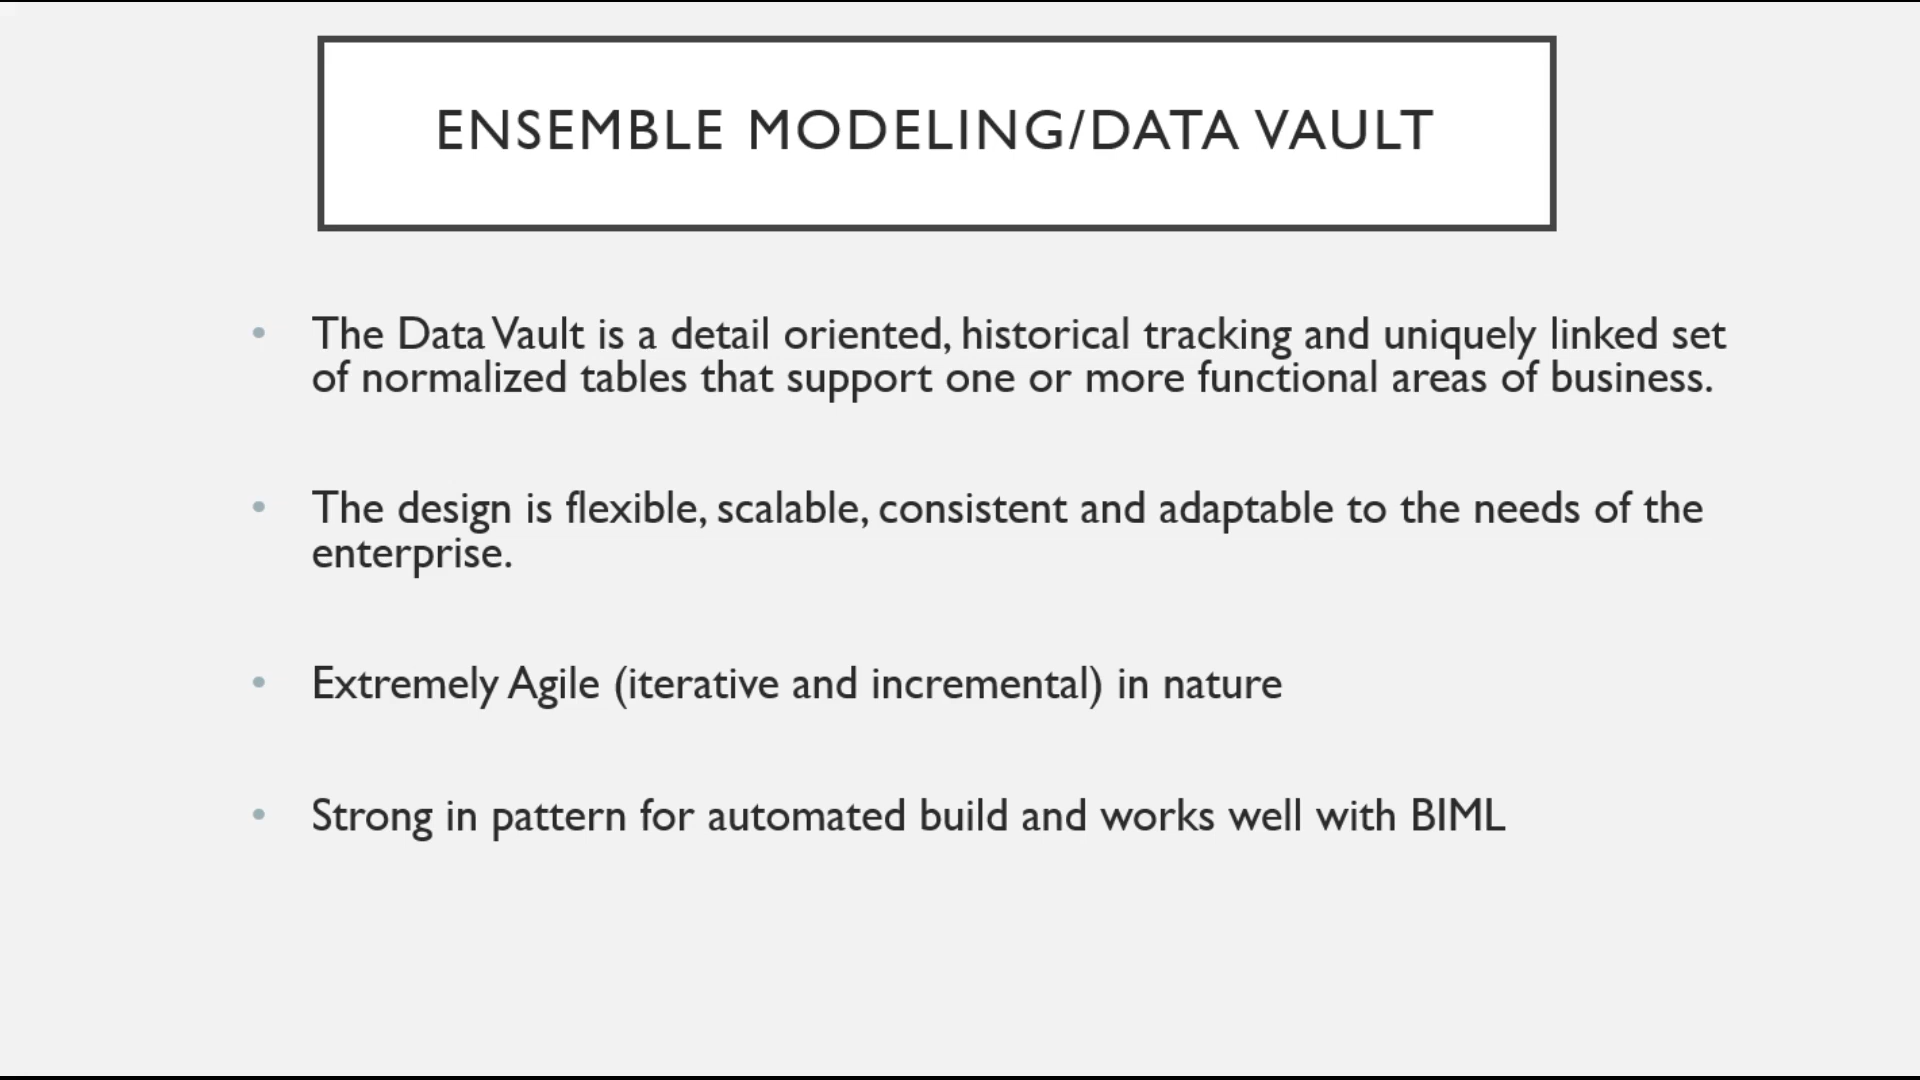 ENSEMBLE MODELING/DATA VAULT
• The Data Vault is a detail oriented, historical tracking and uniquely linked set
of normalized tables that support one or more functional areas of business.
• The design is flexible, scalable, consistent and adaptable to the needs of the
enterprise.
• Extremely Agile (iterative and incremental) in nature
• Strong in pattern for automated build and works well with BIML